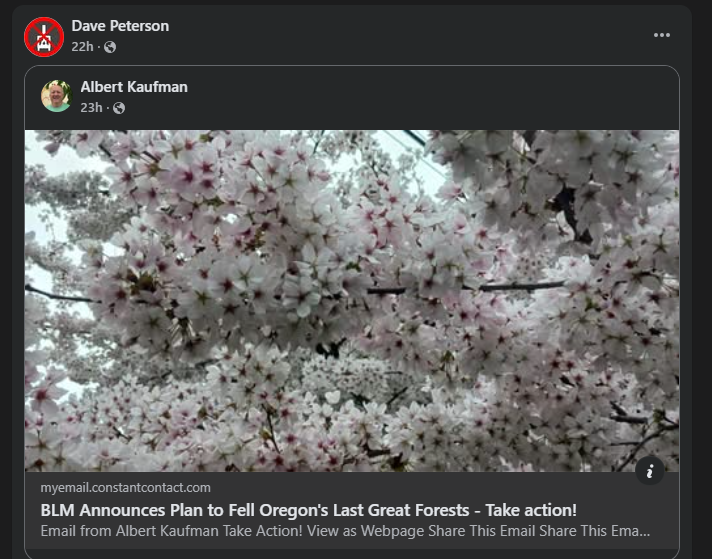 Dave Peterson
22h ·
Albert Kaufman
23h ·
myemail.constantcontact.com
BLM Announces Plan to Fell Oregon's Last Great Forests - Take action!
Email from Albert Kaufman Take Action! View as Webpage Share This Email Share This Ema...